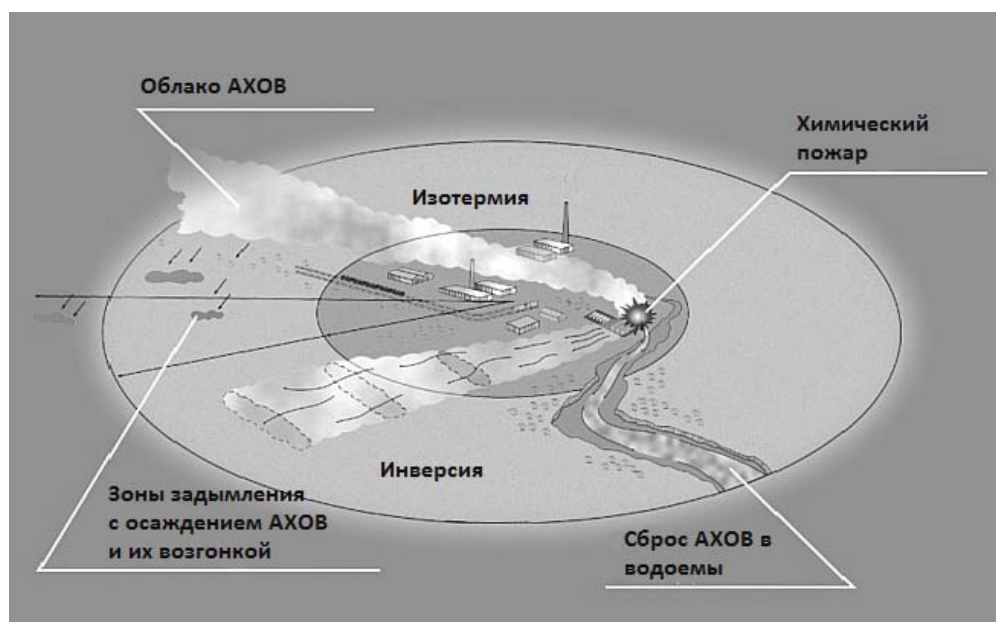 Облако АХОВ
Химический
пожар
Изотермия
Инверсия
Зоны задымления
с осаждением АХОВ
и их возгонкой
Сброс АХОВ в
водоемы